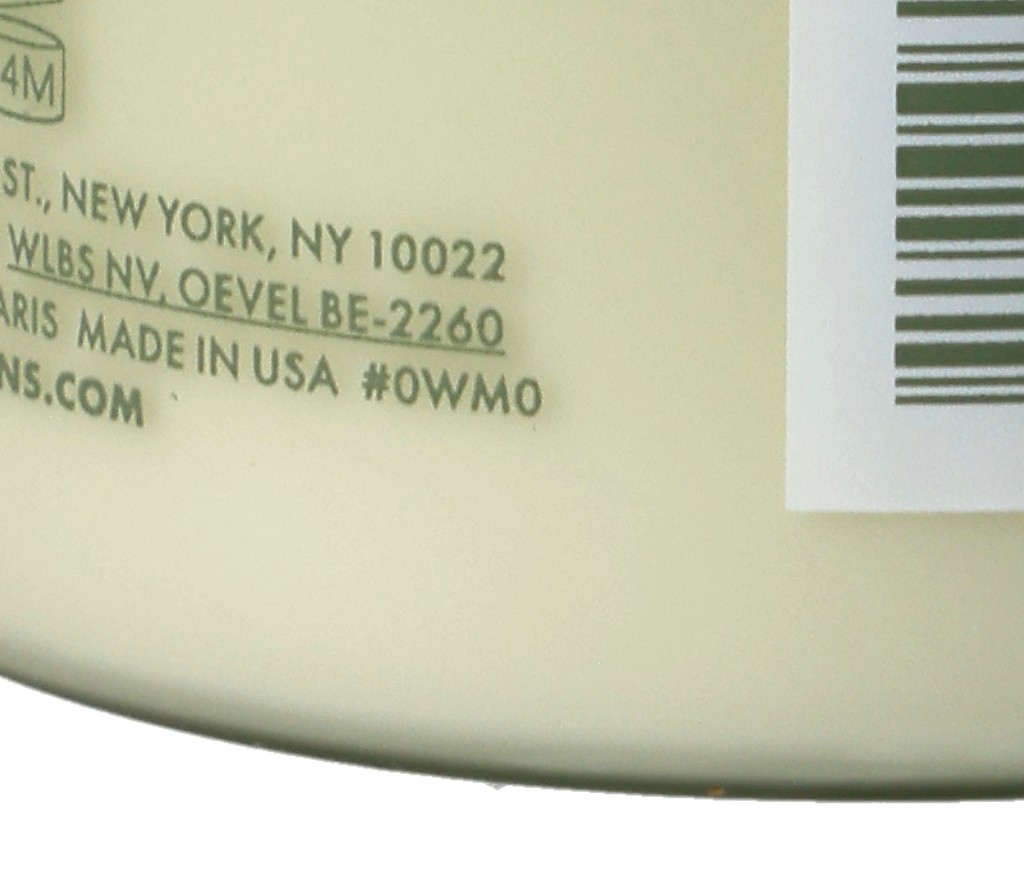 4M
ST., NEW YORK, NY 10022
WLBS NV, OEVEL BE-2260
ARIS MADE IN USA #0WM0
NS.COM